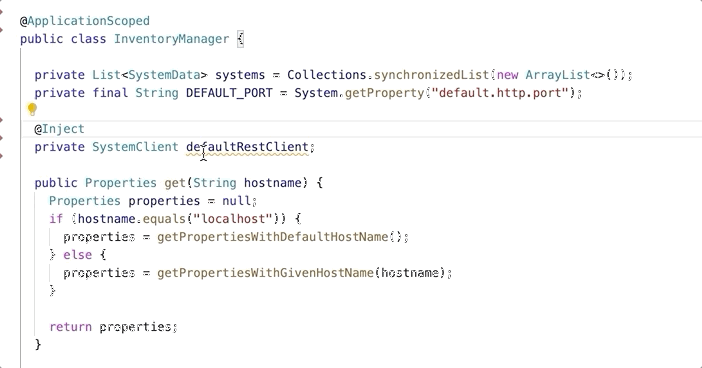 @ApplicationScoped
public class InventoryManager {
private List<SystemData> systems = Collections.synchronizedList(new ArrayList<>());
private final String DEFAULT_PORT = System.getProperty("default.http.port");
@Inject
private SystemClient defaultRestClient;
public Properties get(String hostname) {
Properties properties = null;
if (hostname.equals("localhost")) {
properties = getPropertiesWithDefaultHostName();
} else {
properties = getPropertiesWithGivenHostName(hostname);
}
return properties;
}